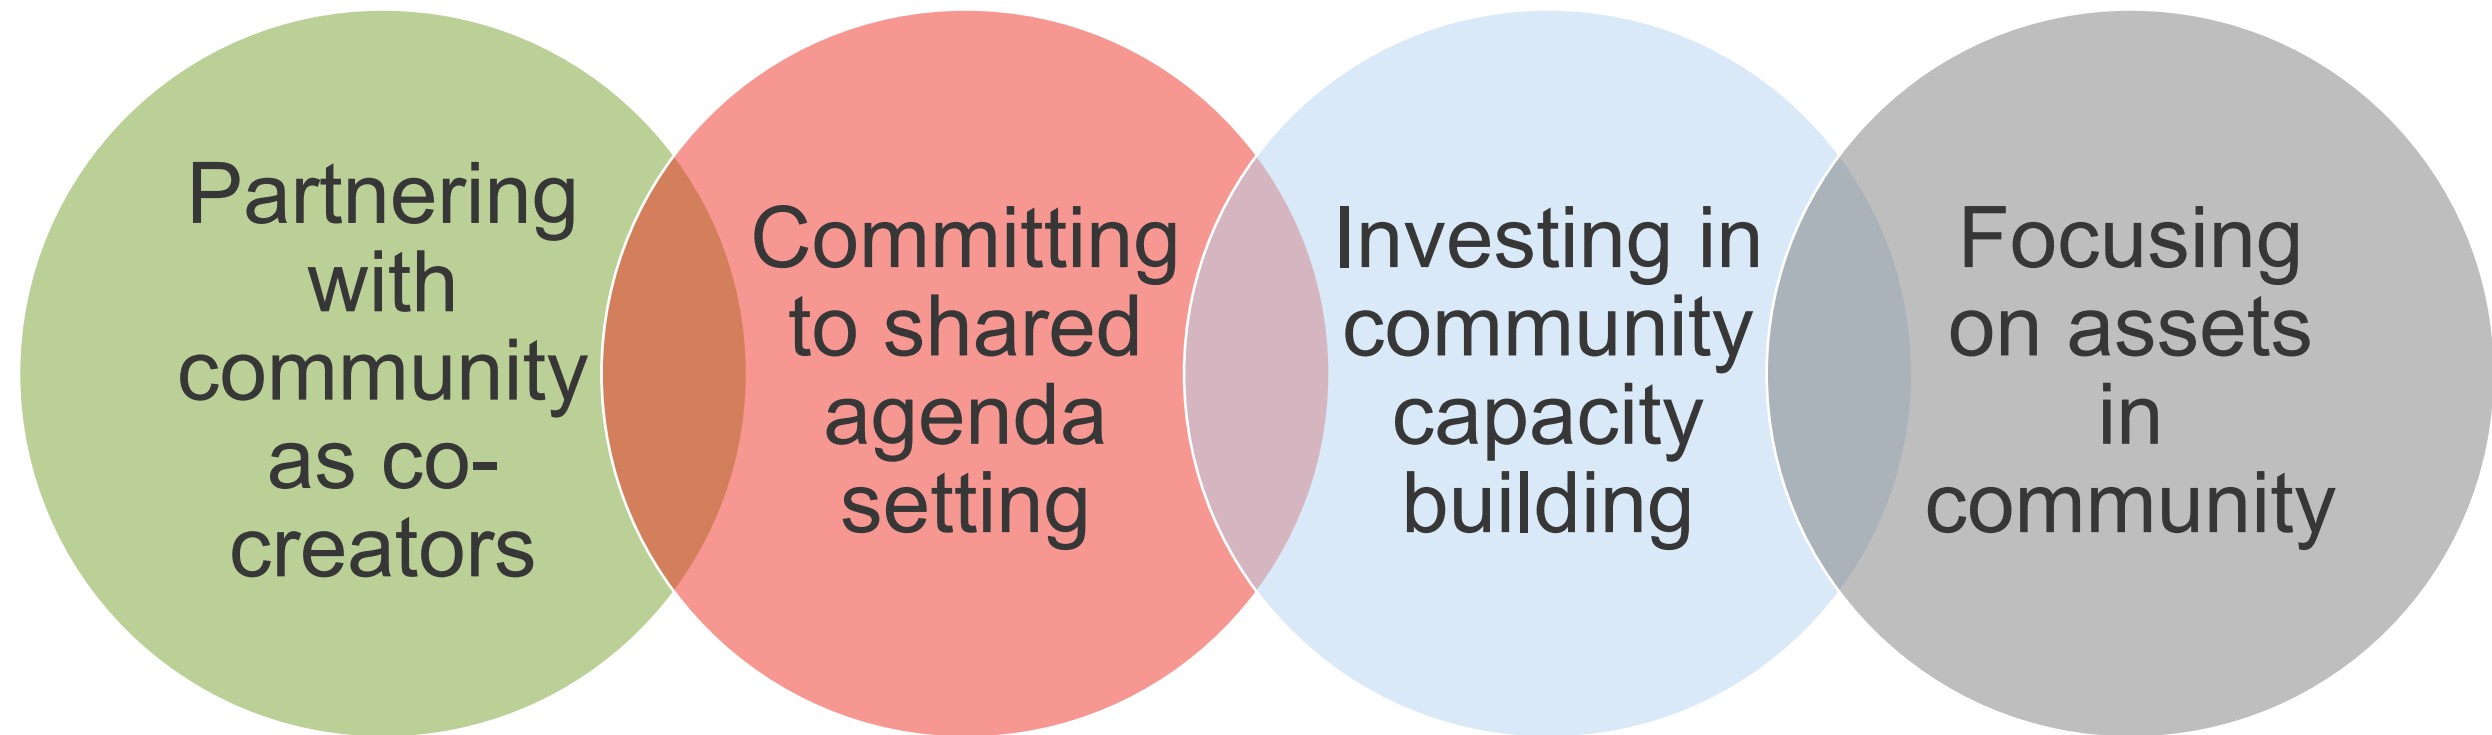 Partnering
with
community
as co-
creators
Committing
to shared
agenda
setting
Investing in
community
capacity
building
Focusing
on assets
in
community